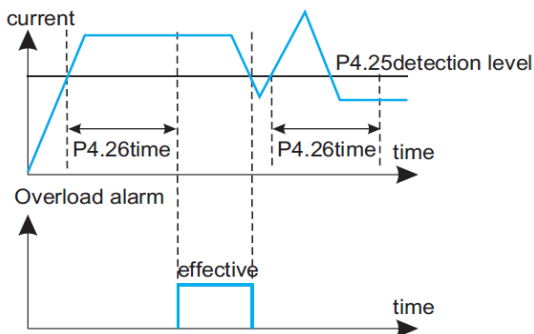 current
P4.25detection level
P4.26time
P4.26time
time
Overload alarm
effective
time